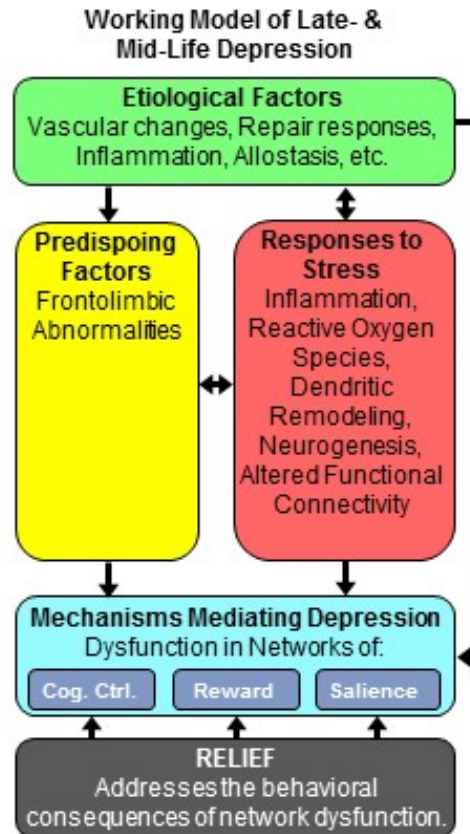 Working Model of Late- &
Mid-Life Depression
Etiological Factors
Vascular changes, Repair responses,
Inflammation, Allostasis, etc.
Predispoing
Factors
Frontolimbic
Abnormalities
Responses to
Stress
Inflammation,
Reactive Oxygen
Species,
Dendritic
Remodeling,
Neurogenesis,
Altered Functional
Connectivity
Mechanisms Mediating Depression
Dysfunction in Networks of:
Cog. Ctrl. Reward Salience
RELIEF
Addresses the behavioral
consequences of network dysfunction.